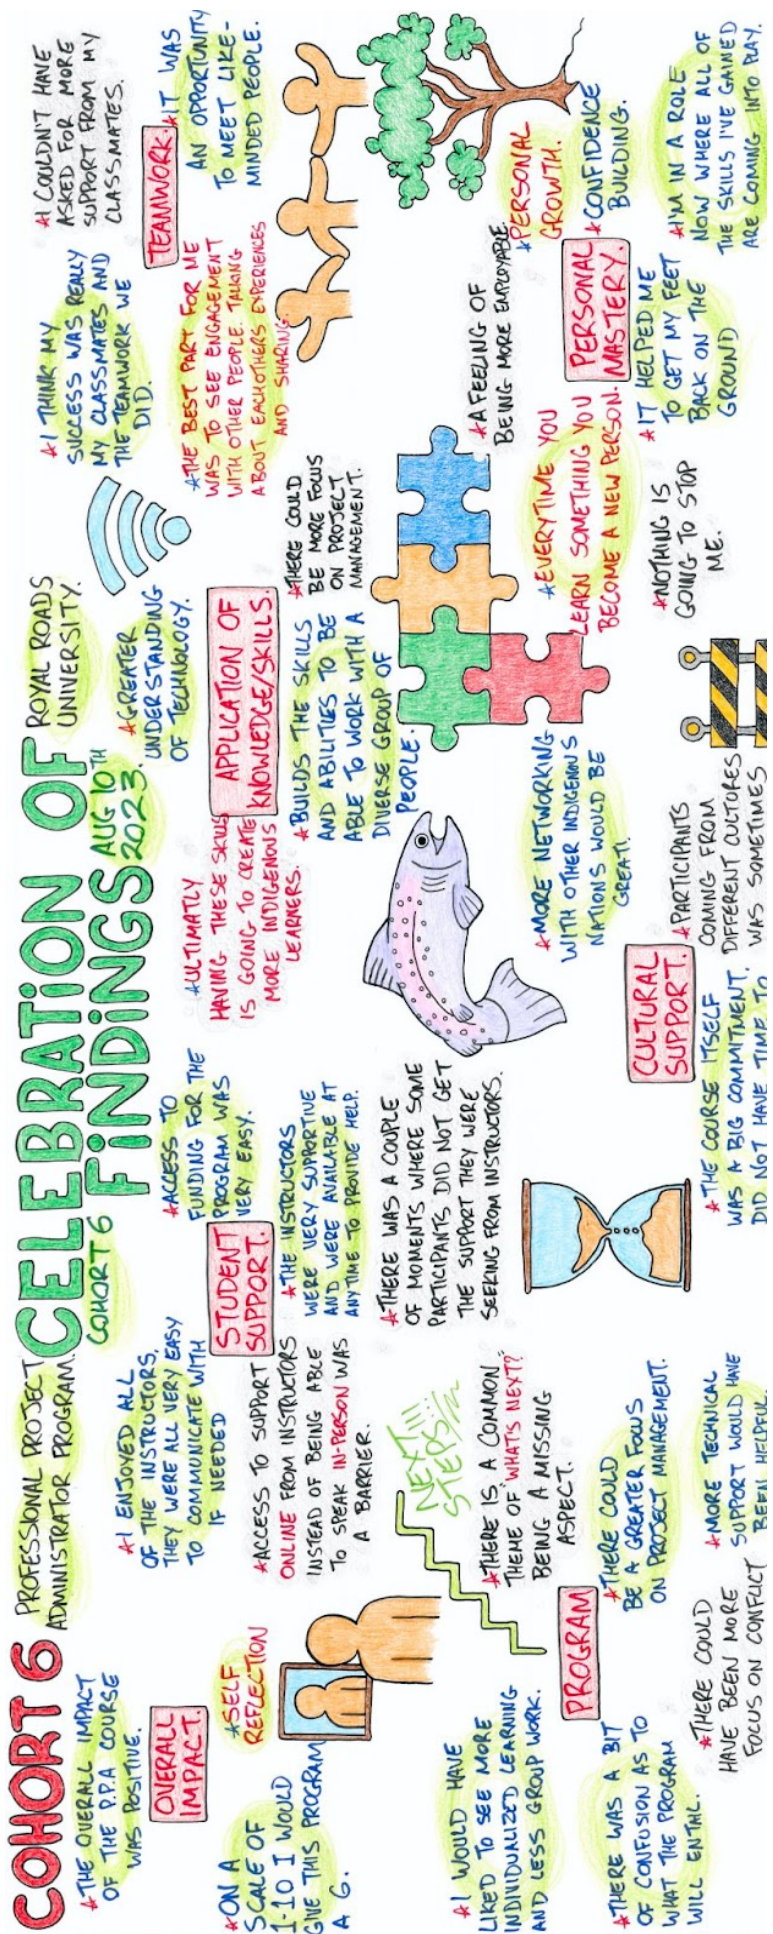 COHORT 6
PROFESSIONAL PROJECT
ADMINISTRATOR PROGRAM.
CELEBRATION OF
FINDINGS
COHORT 6
AUG 10TH
2023.
ROYAL ROADS
UNIVERSITY.
*THE OVERALL IMPACT
OF THE P.P.A COURSE
WAS POSITIVE.
OVERALL
IMPACT.
*SELF
REFLECTION
*ON A
SCALE OF
1-10 I WOULD
GIVE THIS PROGRAM
A 6.
*I ENJOYED ALL
OF THE INSTRUCTORS,
THEY WERE ALL VERY EASY
TO COMMUNICATE WITH
IF NEEDED
*ACCESS TO
FUNDING FOR THE
PROGRAM WAS
VERY EASY.
STUDENT
SUPPORT.
*ACCESS TO SUPPORT
ONLINE FROM INSTRUCTORS
INSTEAD OF BEING ABLE
TO SPEAK IN-PERSON WAS
A BARRIER.
*THE INSTRUCTORS
WERE VERY SUPPORTIVE
AND WERE AVAILABLE AT
ANYTIME TO PROVIDE HELP.
*THERE WAS A COUPLE
OF MOMENTS WHERE SOME
PARTICIPANTS DID NOT GET
THE SUPPORT THEY WERE
SEEKING FROM INSTRUCTORS.
*ULTIMATLY
HAVING THESE SKILLS
IS GOING TO CREATE
MORE INDIGENOUS
LEARNERS.
*GREATER
UNDERSTANDING
OF TECHNOLOGY.
APPLICATION OF
KNOWLEDGE/SKILLS.
*BUILDS THE SKILLS
AND ABILITIES TO BE
ABLE TO WORK WITH A
DIVERSE GROUP OF
PEOPLE.
*THERE COULD
BE MORE FOCUS
ON PROJECT
MANAGEMENT.
*I THINK MY
SUCCESS WAS REALLY
MY CLASSMATES AND
THE TEAMWORK WE
DID.
*I COULDN'T HAVE
ASKED FOR MORE
SUPPORT FROM MY
CLASSMATES.
TEAMWORK.
*THE BEST PART FOR ME
WAS TO SEE ENGAGEMENT
WITH OTHER PEOPLE. TALKING
ABOUT EACHOTHERS EXPERIENCES
AND SHARING.
*IT WAS
AN OPPORTUNITY
TO MEET LIKE-
MINDED PEOPLE.
*I WOULD HAVE
LIKED TO SEE MORE
INDIVIDUALIZED LEARNING
AND LESS GROUP WORK.
NEXT
STEPS!!!!
*THERE IS A COMMON
THEME OF "WHAT'S NEXT?"
BEING A MISSING
ASPECT.
PROGRAM
*THERE WAS A BIT
OF CONFUSION AS TO
WHAT THE PROGRAM
WILL ENTAIL.
*THERE COULD
BE A GREATER FOCUS
ON PROJECT MANAGEMENT.
*THERE COULD
HAVE BEEN MORE
FOCUS ON CONFLICT
*MORE TECHNICAL
SUPPORT WOULD HAVE
BEEN HELPFUL.
*MORE NETWORKING
WITH OTHER INDIGENOUS
NATIONS WOULD BE
GREAT!
CULTURAL
SUPPORT.
*THE COURSE ITSELF
WAS A BIG COMMITMENT.
DID NOT HAVE TIME TO
*PARTICIPANTS
COMING FROM
DIFFERENT CULTURES
WAS SOMETIMES
*A FEELING OF
BEING MORE EMPLOYABLE.
*EVERYTIME YOU
LEARN SOMETHING YOU
BECOME A NEW PERSON.
*PERSONAL
GROWTH.
*CONFIDENCE
BUILDING.
PERSONAL
MASTERY.
*NOTHING IS
GOING TO STOP
ME.
*IT HELPED ME
TO GET MY FEET
BACK ON THE
GROUND
*I'M IN A ROLE
NOW WHERE ALL OF
THE SKILLS I'VE GAINED
ARE COMING INTO PLAY.